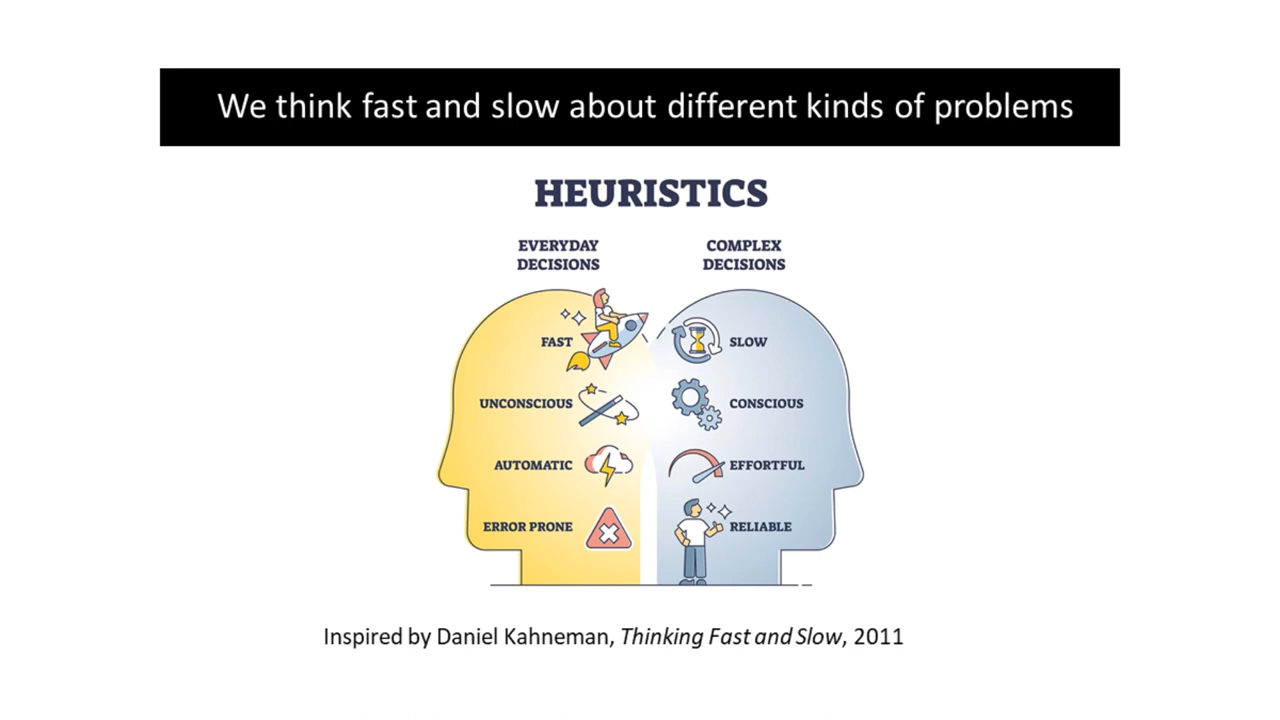 We think fast and slow about different kinds of problems
HEURISTICS
EVERYDAY
DECISIONS
FAST
UNCONSCIOUS
AUTOMATIC
ERROR PRONE
COMPLEX
DECISIONS
SLOW
CONSCIOUS
EFFORTFUL
RELIABLE
Inspired by Daniel Kahneman, Thinking Fast and Slow, 2011